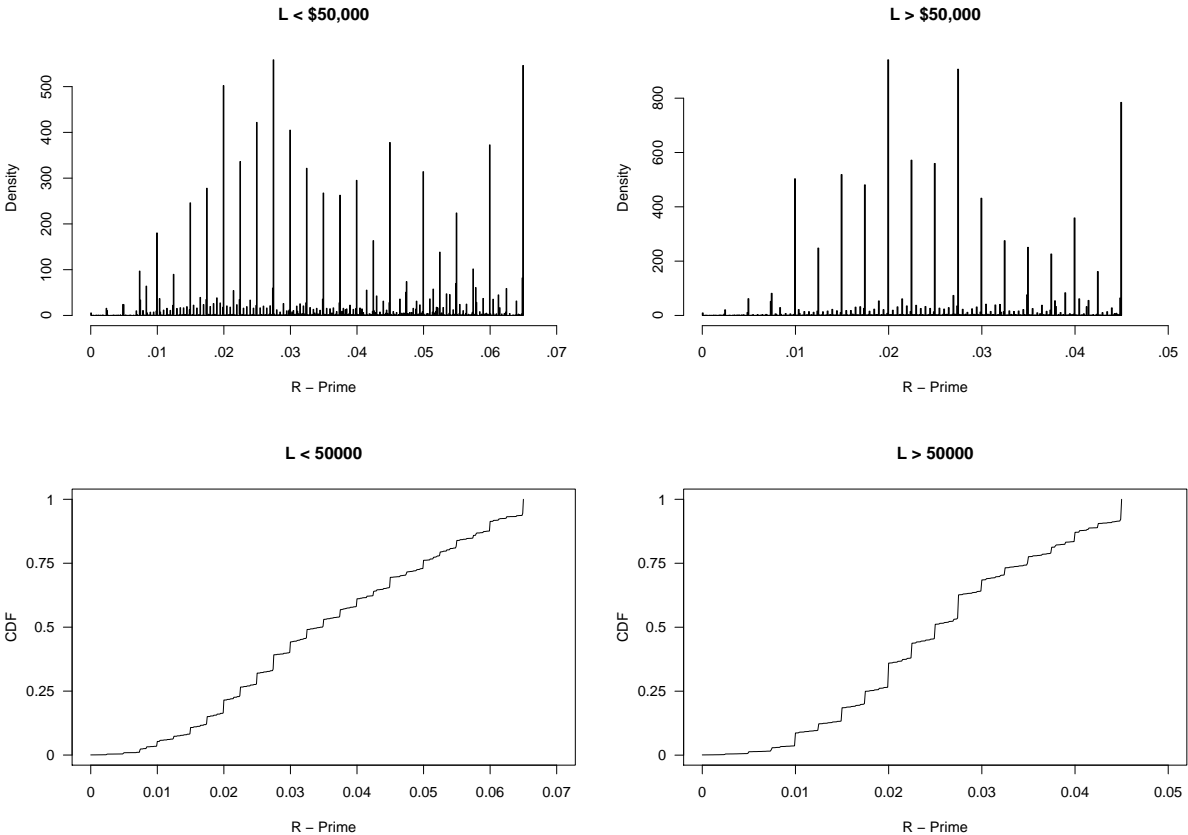 L < $50,000
Density
0 100 200 300 400 500
0 .01 .02 .03 .04 .05 .06 .07
R − Prime
L > $50,000
Density
0 200 400 600 800
0 .01 .02 .03 .04 .05
R − Prime
L < 50000
CDF
1
0.75
0.5
0.25
0
0 0.01 0.02 0.03 0.04 0.05 0.06 0.07
R − Prime
L > 50000
CDF
1
0.75
0.5
0.25
0
0 0.01 0.02 0.03 0.04 0.05
R − Prime